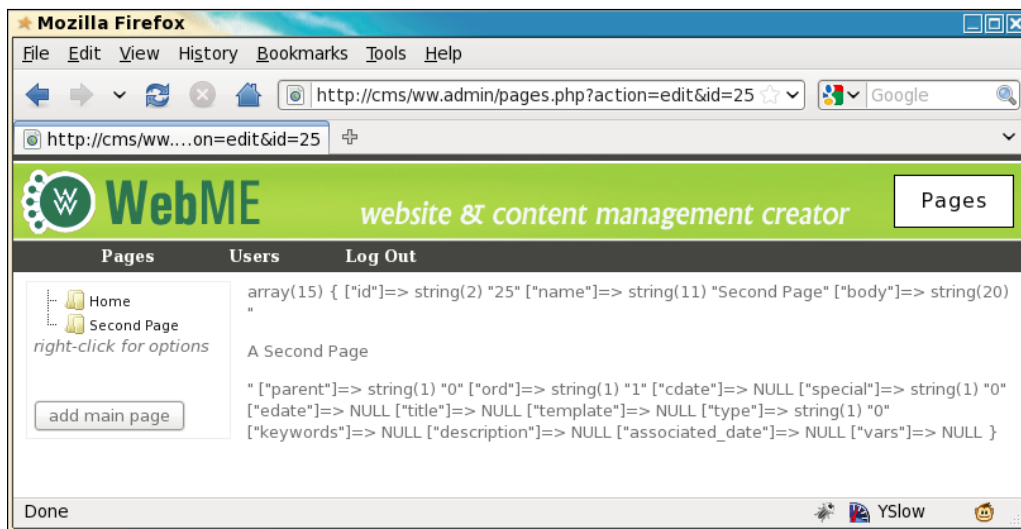 Mozilla Firefox
File Edit View History Bookmarks Tools Help
http://cms/ww.admin/pages.php?action=edit&id=25
Google
http://cms/ww....on=edit&id=25
W
WebME
website & content management creator
Pages
Pages Users Log Out
Home
Second Page
right-click for options
add main page
array(15) { ["id"]=> string(2) "25" ["name"]=> string(11) "Second Page" ["body"]=> string(20)
"
A Second Page
" ["parent"]=> string(1) "0" ["ord"]=> string(1) "1" ["cdate"]=> NULL ["special"]=> string(1) "0"
["edate"]=> NULL ["title"]=> NULL ["template"]=> NULL ["type"]=> string(1) "0"
["keywords"]=> NULL ["description"]=> NULL ["associated_date"]=> NULL ["vars"]=> NULL }
Done
YSlow